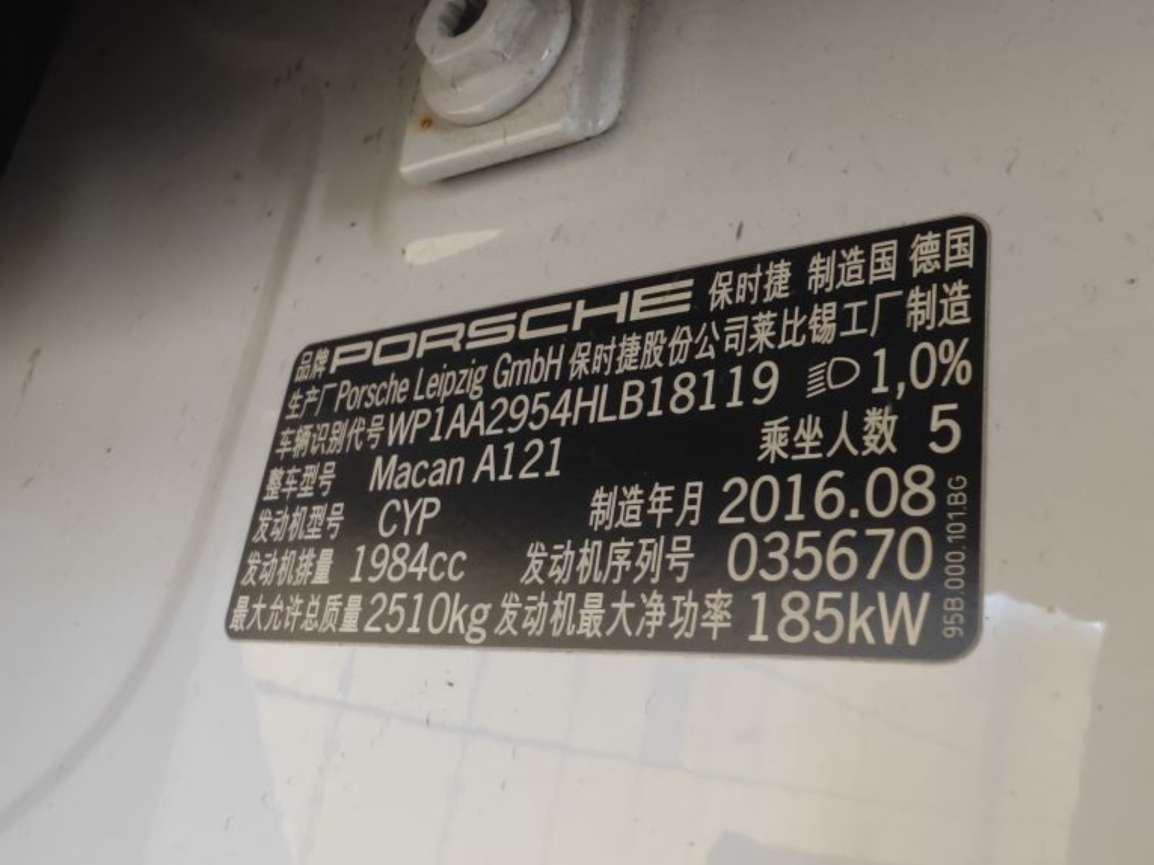 品牌 PORSCHE 保时捷 制造国 德国
生产厂 Porsche Leipzig GmbH 保时捷股份公司莱比锡工厂制造
车辆识别代号 WP1AA2954HLB18119 1,0%
整车型号 Macan A121 乘坐人数 5
发动机型号 CYP 制造年月 2016.08
发动机排量 1984cc 发动机序列号 035670
最大允许总质量 2510kg 发动机最大净功率 185kW
95B.000.101.BG